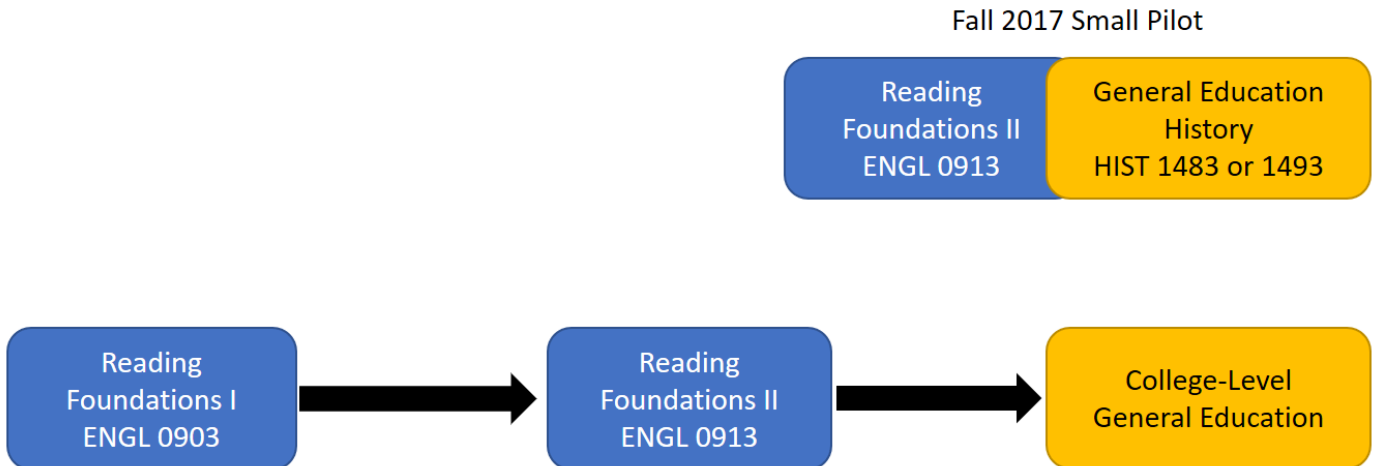 Fall 2017 Small Pilot
Reading
Foundations II
ENGL 0913
General Education
History
HIST 1483 or 1493
Reading
Foundations I
ENGL 0903
Reading
Foundations II
ENGL 0913
College-Level
General Education